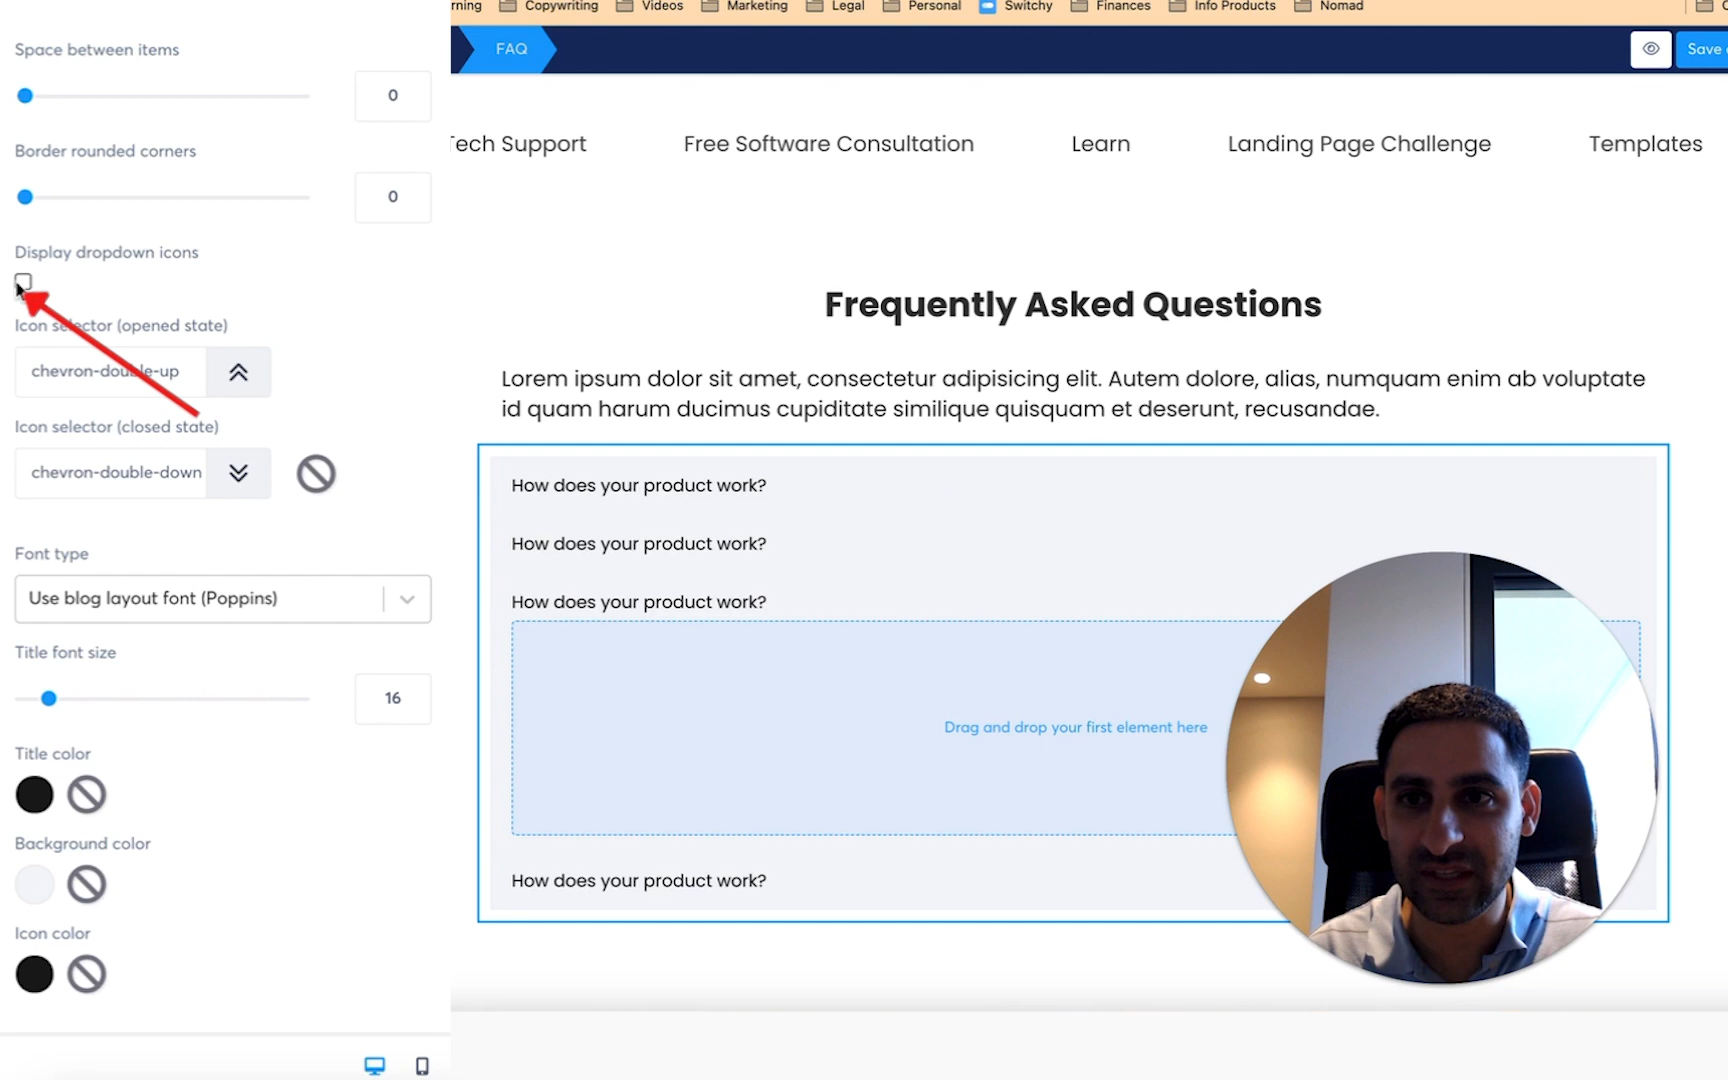 rning Copywriting Videos Marketing Legal Personal Switchy Finances Info Products Nomad
FAQ
Save
Tech Support Free Software Consultation Learn Landing Page Challenge Templates
Space between items
0
Border rounded corners
0
Display dropdown icons
Icon selector (opened state)
chevron-double-up
Icon selector (closed state)
chevron-double-down
Font type
Use blog layout font (Poppins)
Title font size
16
Title color
Background color
Icon color
Frequently Asked Questions
Lorem ipsum dolor sit amet, consectetur adipisicing elit. Autem dolore, alias, numquam enim ab voluptate
id quam harum ducimus cupiditate similique quisquam et deserunt, recusandae.
How does your product work?
How does your product work?
How does your product work?
Drag and drop your first element here
How does your product work?